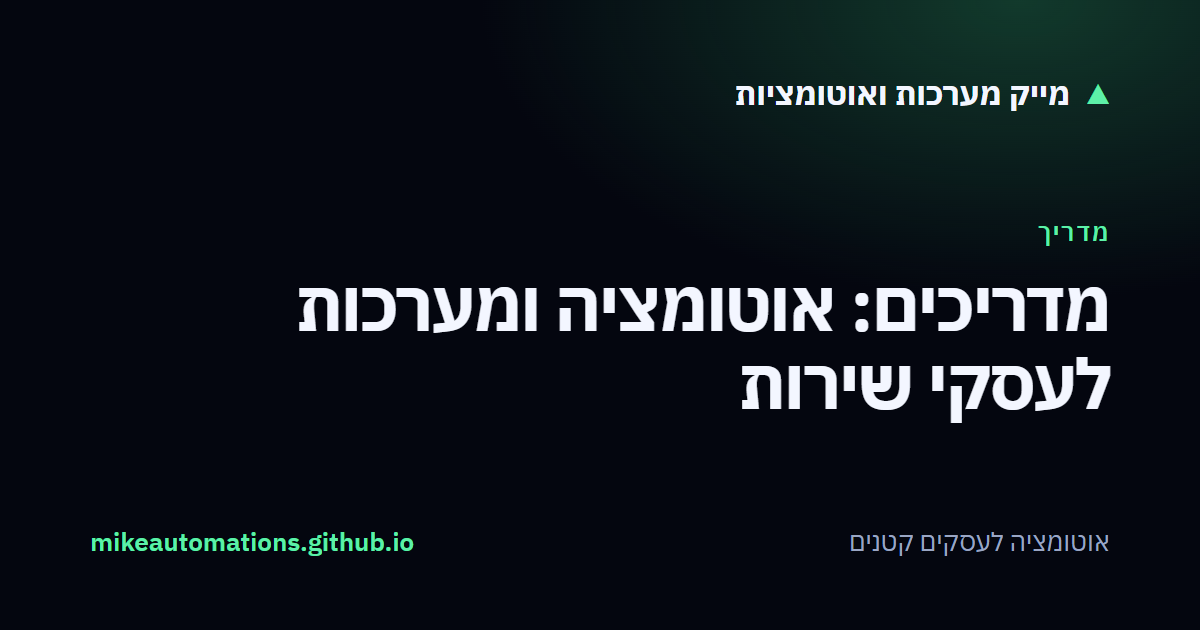 מייק מערכות ואוטומציות
מדריך
מדריכים: אוטומציה ומערכות
לעסקי שירות
אוטומציה לעסקים קטנים
mikeautomations.github.io